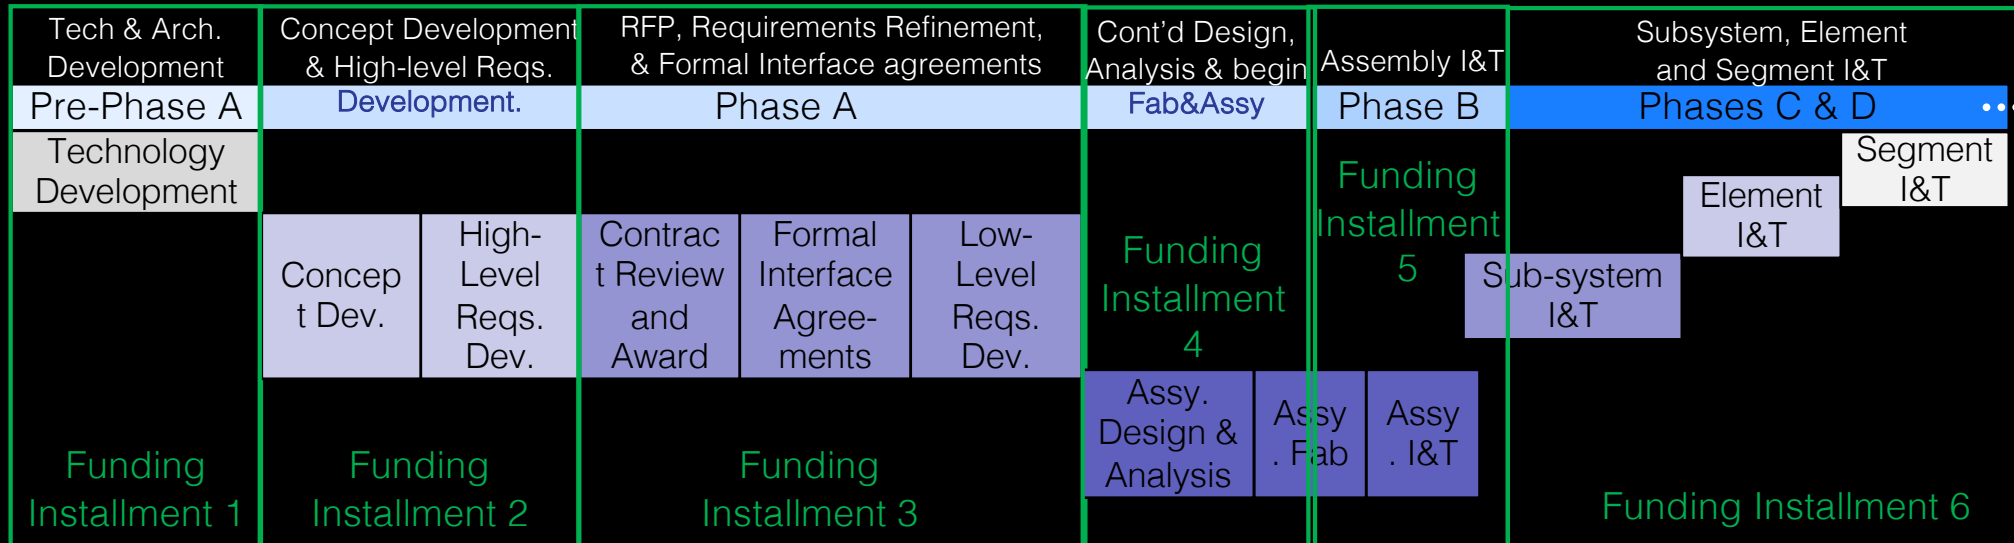 Tech & Arch.
Development
Concept Development
& High-level Reqs.
RFP, Requirements Refinement,
& Formal Interface agreements
Cont’d Design,
Analysis & begin
Assembly I&T
Subsystem, Element
and Segment I&T
Pre-Phase A
Development.
Phase A
Fab&Assy
Phase B
Phases C & D
...
Technology
Development
Concep
t Dev.
High-
Level
Reqs.
Dev.
Contrac
t Review
and
Award
Formal
Interface
Agree-
ments
Low-
Level
Reqs.
Dev.
Assy.
Design &
Analysis
Assy
. Fab
Assy
. I&T
Sub-system
I&T
Element
I&T
Segment
I&T
Funding
Installment 1
Funding
Installment 2
Funding
Installment 3
Funding
Installment
4
Funding
Installment
5
Funding Installment 6